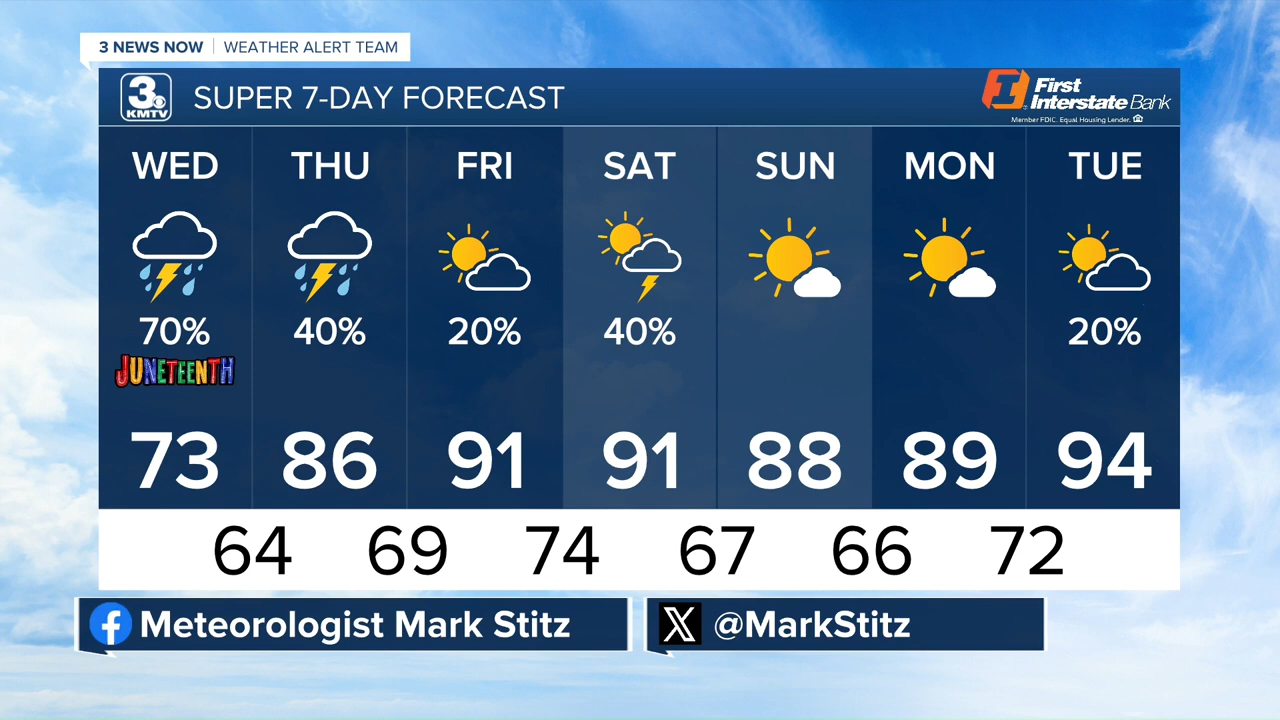 3 NEWS NOW | WEATHER ALERT TEAM
3 KMTV
SUPER 7-DAY FORECAST
First Interstate Bank
Member FDIC. Equal Housing Lender.
WED THU FRI SAT SUN MON TUE
70% 40% 20% 40% 20%
JUNETEENTH
73 86 91 91 88 89 94
64 69 74 67 66 72
Meteorologist Mark Stitz
@MarkStitz